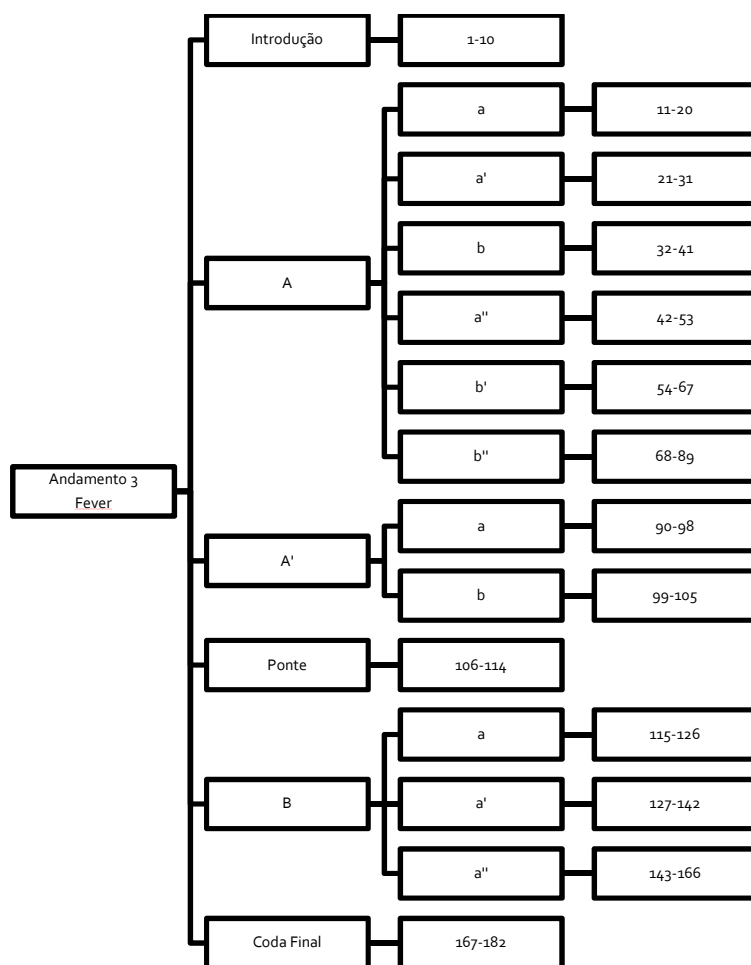 Introdução
1-10
a
11-20
a'
21-31
b
32-41
A
a''
42-53
b'
54-67
b''
68-89
Andamento 3
Fever
a
90-98
A'
b
99-105
Ponte
106-114
a
115-126
B
a'
127-142
a''
143-166
Coda Final
167-182